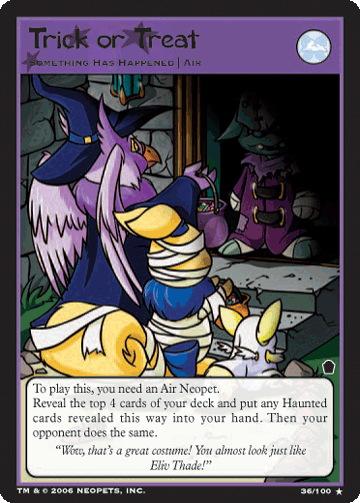 Trick or Treat
Something Has Happened | Air
To play this, you need an Air Neopet.
Reveal the top 4 cards of your deck and put any Haunted
cards revealed this way into your hand. Then your
opponent does the same.
"Wow, that's a great costume! You almost look just like
Eliv Thade!"
TM & © 2006 NEOPETS, INC.
36/100 ★